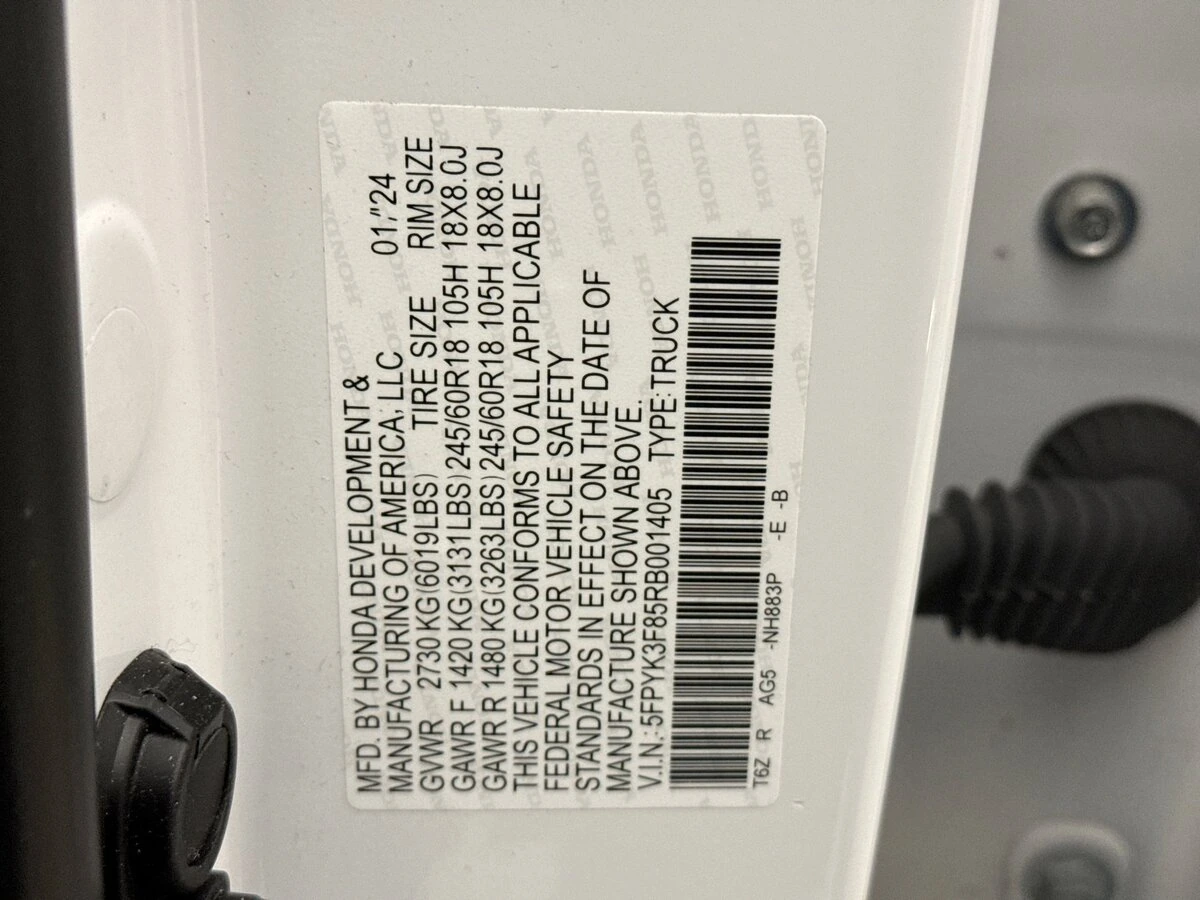 MFD. BY HONDA DEVELOPMENT &
MANUFACTURING OF AMERICA, LLC 01/'24
GVWR 2730 KG(6019LBS) TIRE SIZE RIM SIZE
GAWR F 1420 KG(3131LBS) 245/60R18 105H 18X8.0J
GAWR R 1480 KG(3263LBS) 245/60R18 105H 18X8.0J
THIS VEHICLE CONFORMS TO ALL APPLICABLE
FEDERAL MOTOR VEHICLE SAFETY
STANDARDS IN EFFECT ON THE DATE OF
MANUFACTURE SHOWN ABOVE.
V.I.N.:5FPYK3F85RB001405 TYPE:TRUCK
T6Z R AG5 -NH883P -E -B